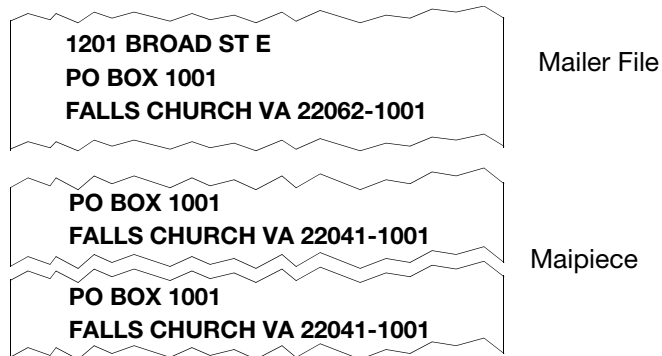 1201 BROAD ST E
PO BOX 1001
FALLS CHURCH VA 22062-1001
Mailer File
PO BOX 1001
FALLS CHURCH VA 22041-1001
Maipiece
PO BOX 1001
FALLS CHURCH VA 22041-1001